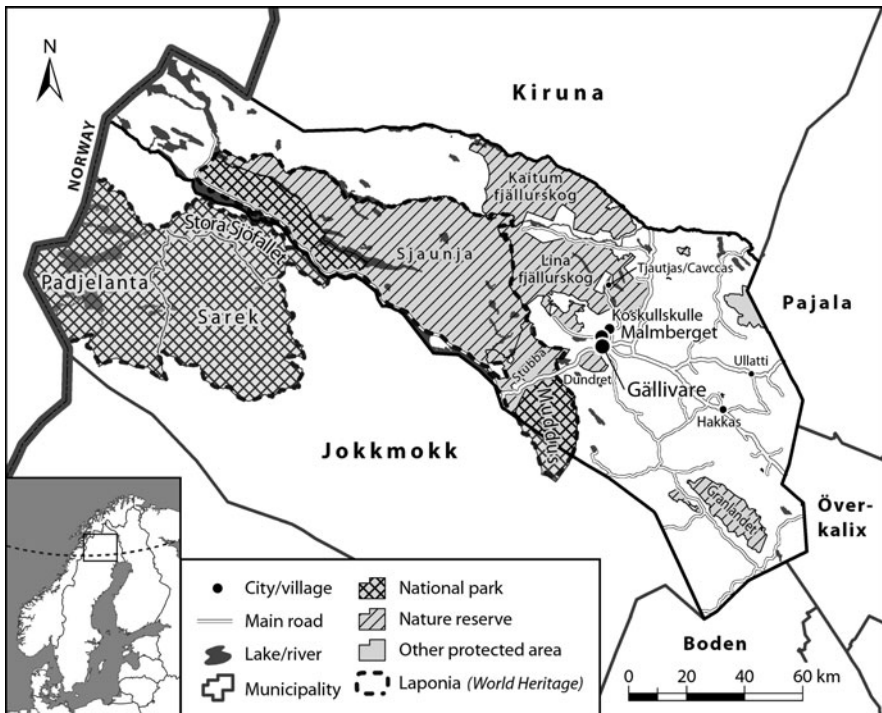 N
Kiruna
NORWAY
Kaitum
fjällurskog
Stora Sjöfallet
Sjaunja
Lina
fjällurskog
Tjautjas/Cavccas
Padjelanta
Sarek
Koskullskulle
Malmberget
Pajala
Stubba
Dundret
Ullatti
Gällivare
Muddus
Hakkas
Jokkmokk
Granlandet
Över-
kalix
City/village
Main road
Lake/river
Municipality
National park
Nature reserve
Other protected area
Laponia (World Heritage)
Boden
0 10 20 40 60 km